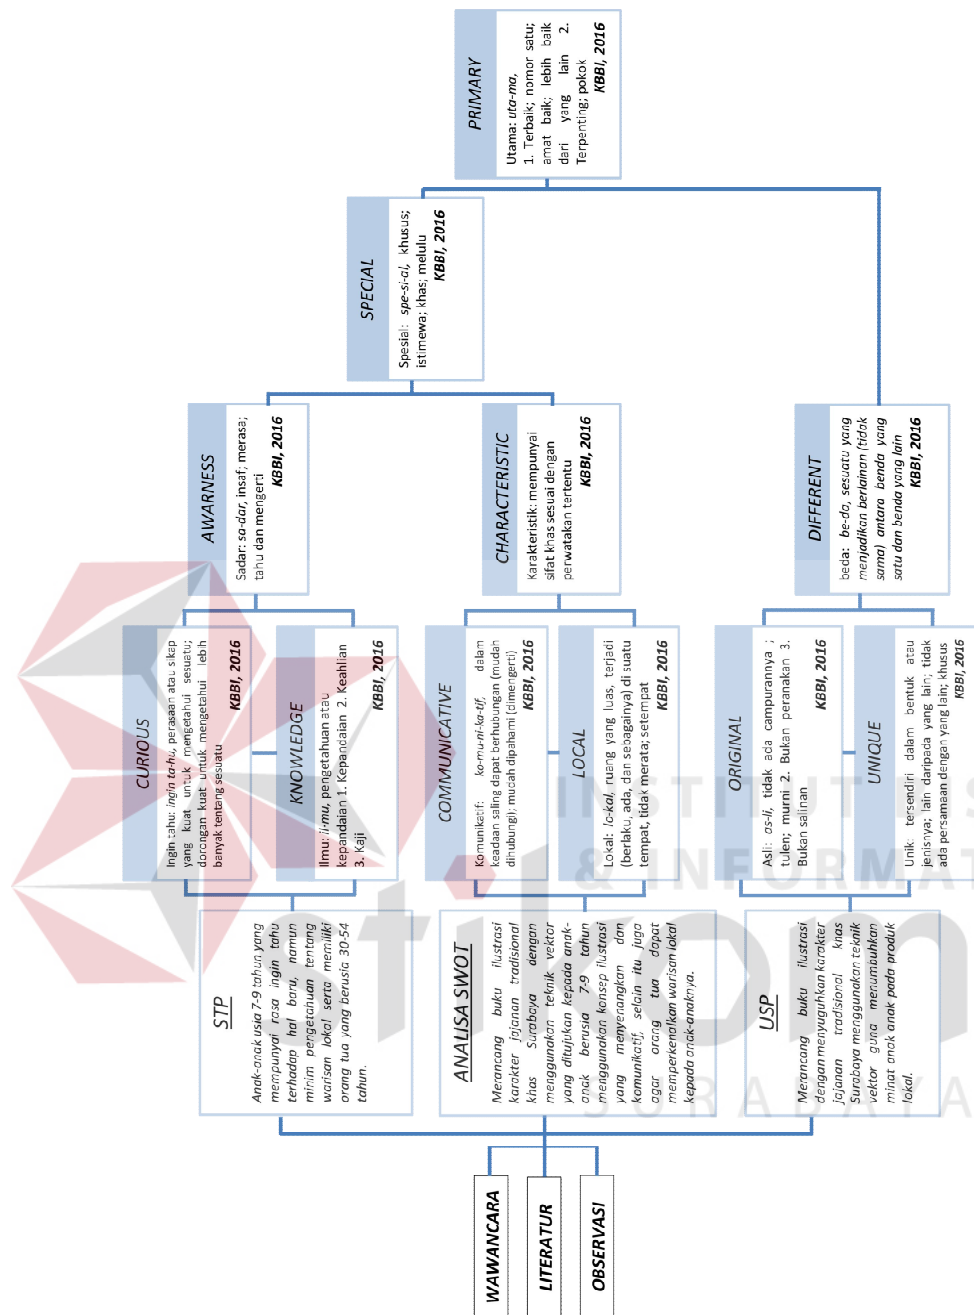 WAWANCARA
LITERATUR
OBSERVASI
STP
Anak-anak usia 7-9 tahun yang
mempunyai rasa ingin tahu
terhadap hal baru, namun
minim pengetahuan tentang
warisan lokal serta memiliki
orang tua yang berusia 30-54
tahun.
ANALISA SWOT
Merancang buku ilustrasi
karakter jajanan tradisional
khas Surabaya dengan
menggunakan teknik vektor
yang ditujukan kepada anak-
anak berusia 7-9 tahun
menggunakan konsep ilustrasi
yang menyenangkan dan
komunikatif, selain itu juga
agar orang tua dapat
memperkenalkan warisan lokal
kepada anak-anaknya.
USP
Merancang buku ilustrasi
dengan menyuguhkan karakter
jajanan tradisional khas
Surabaya menggunakan teknik
vektor guna menumbuhkan
minat anak anak pada produk
lokal.
CURIOUS
Ingin tahu: ingin ta-hu, perasaan atau sikap
yang kuat untuk mengetahui sesuatu;
dorongan kuat untuk mengetahui lebih
banyak tentang sesuatu
KBBI, 2016
KNOWLEDGE
Ilmu: il-mu, pengetahuan atau
kepandaian 1. Kepandaian 2. Keahlian
3. Kaji
KBBI, 2016
COMMUNICATIVE
Komunikatif: ko-mu-ni-ka-tif, dalam
keadaan saling dapat berhubungan (mudan
dihubungi); mudah dipahami (dimengerti)
KBBI, 2016
LOCAL
Lokal: lo-kal, ruang yang luas, terjadi
(berlaku, ada, dan sebagainya) di suatu
tempat, tidak merata; setempat
KBBI, 2016
ORIGINAL
Asli: as-li, tidak ada campurannya ;
tulen; murni 2. Bukan peranakan 3.
Bukan salinan
KBBI, 2016
UNIQUE
Unik: tersendiri dalam bentuk atau
jenisnya; lain daripada yang lain; tidak
ada persamaan dengan yang lain; khusus
KBBI, 2016
AWARNESS
Sadar: sa-dar, insaf; merasa;
tahu dan mengerti
KBBI, 2016
CHARACTERISTIC
Karakteristik: mempunyai
sifat khas sesuai dengan
perwatakan tertentu
KBBI, 2016
DIFFERENT
beda: be-da, sesuatu yang
menjadikan berlainan (tidak
sama) antara benda yang
satu dan benda yang lain
KBBI, 2016
SPECIAL
Spesial: spe-si-al, khusus;
istimewa; khas; melulu
KBBI, 2016
PRIMARY
Utama: uta-ma,
1. Terbaik; nomor satu;
amat baik; lebih baik
dari yang lain 2.
Terpenting; pokok
KBBI, 2016
INSTITUT
& INFORMAT
stikom
SURABAYA